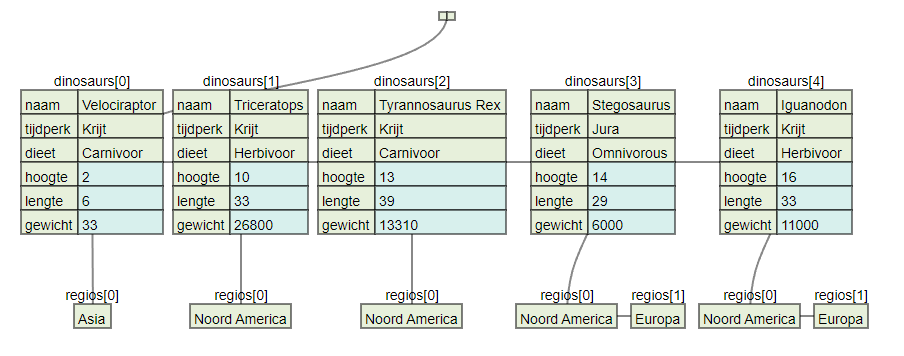 dinosaurs[0] dinosaurs[1] dinosaurs[2] dinosaurs[3] dinosaurs[4]
naam Velociraptor naam Triceratops naam Tyrannosaurus Rex naam Stegosaurus naam Iguanodon
tijdperk Krijt tijdperk Krijt tijdperk Krijt tijdperk Jura tijdperk Krijt
dieet Carnivoor dieet Herbivoor dieet Carnivoor dieet Omnivorous dieet Herbivoor
hoogte 2 hoogte 10 hoogte 13 hoogte 14 hoogte 16
lengte 6 lengte 33 lengte 39 lengte 29 lengte 33
gewicht 33 gewicht 26800 gewicht 13310 gewicht 6000 gewicht 11000
regios[0] regios[0] regios[0] regios[0] regios[1] regios[0] regios[1]
Asia Noord America Noord America Noord America Europa Noord America Europa